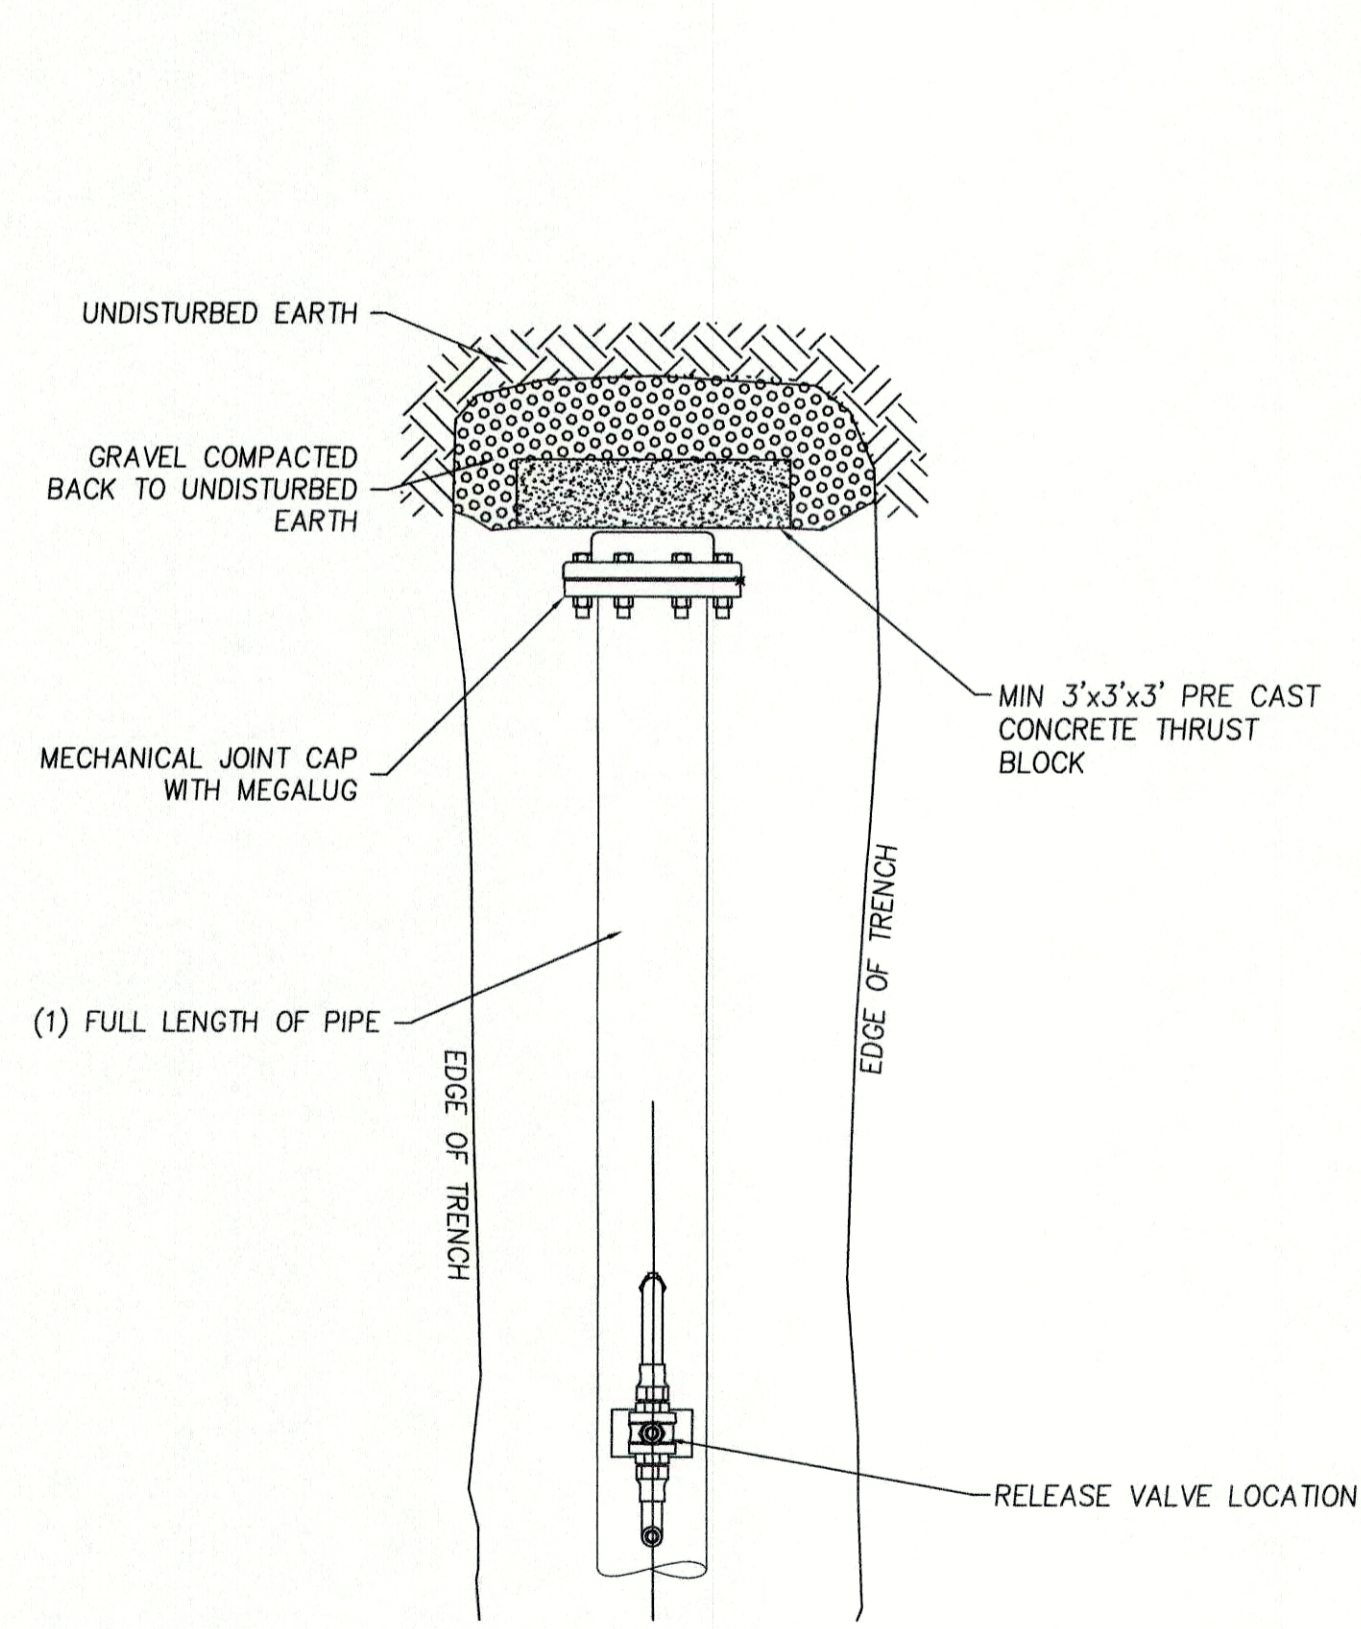 UNDISTURBED EARTH
GRAVEL COMPACTED
BACK TO UNDISTURBED
EARTH
MIN 3'x3'x3' PRE CAST
CONCRETE THRUST
BLOCK
MECHANICAL JOINT CAP
WITH MEGALUG
EDGE OF TRENCH
(1) FULL LENGTH OF PIPE
EDGE OF TRENCH
RELEASE VALVE LOCATION